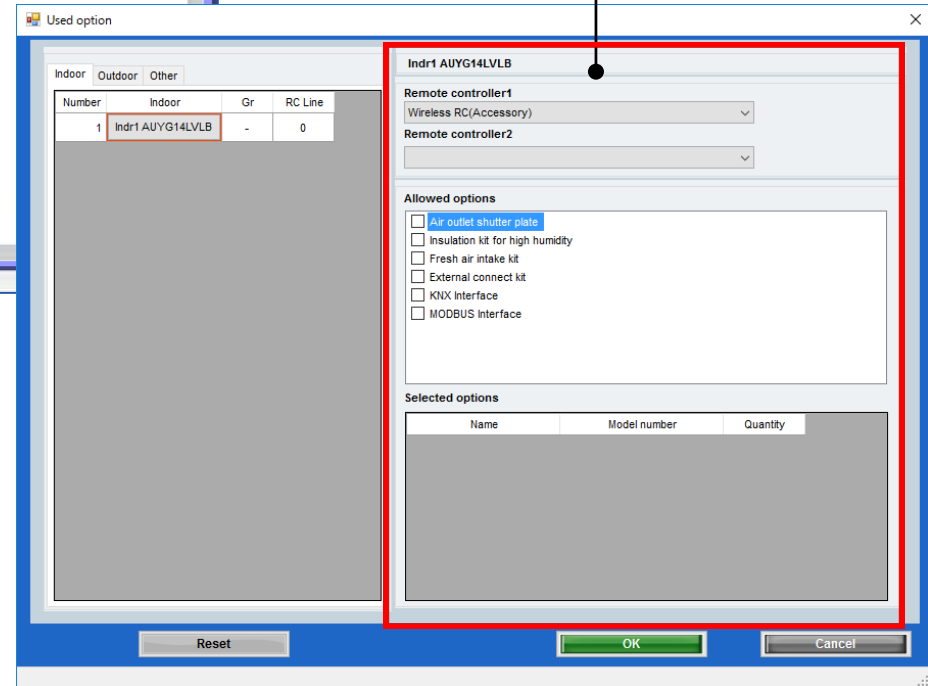 Used option
Indoor Outdoor Other
Number Indoor Gr RC Line
1 Indr1 AUYG14LVLB - 0
Indr1 AUYG14LVLB
Remote controller1
Wireless RC(Accessory)
Remote controller2
Allowed options
Air outlet shutter plate
Insulation kit for high humidity
Fresh air intake kit
External connect kit
KNX Interface
MODBUS Interface
Selected options
Name Model number Quantity
Reset OK Cancel